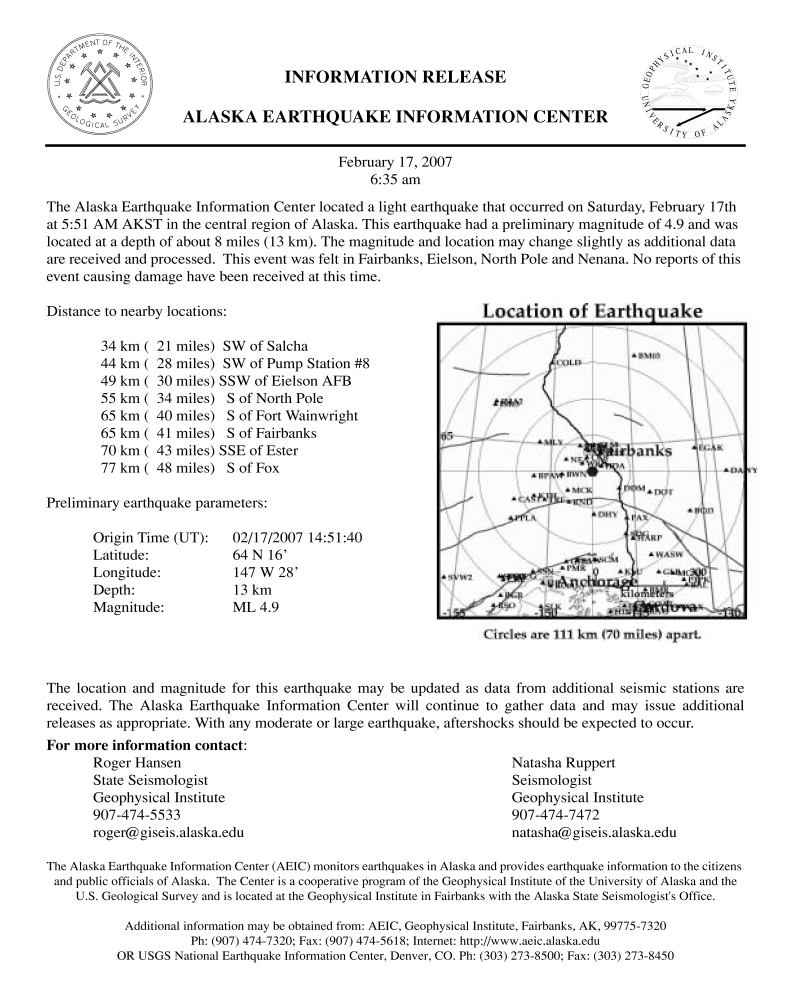 U.S. DEPARTMENT OF THE INTERIOR
GEOLOGICAL SURVEY
GEOPHYSICAL INSTITUTE
UNIVERSITY OF ALASKA
INFORMATION RELEASE
ALASKA EARTHQUAKE INFORMATION CENTER
February 17, 2007
6:35 am
The Alaska Earthquake Information Center located a light earthquake that occurred on Saturday, February 17th
at 5:51 AM AKST in the central region of Alaska. This earthquake had a preliminary magnitude of 4.9 and was
located at a depth of about 8 miles (13 km). The magnitude and location may change slightly as additional data
are received and processed.  This event was felt in Fairbanks, Eielson, North Pole and Nenana. No reports of this
event causing damage have been received at this time.
Distance to nearby locations:
34 km (  21 miles)  SW of Salcha
44 km (  28 miles)  SW of Pump Station #8
49 km (  30 miles) SSW of Eielson AFB
55 km (  34 miles)   S of North Pole
65 km (  40 miles)   S of Fort Wainwright
65 km (  41 miles)   S of Fairbanks
70 km (  43 miles) SSE of Ester
77 km (  48 miles)   S of Fox
Preliminary earthquake parameters:
Origin Time (UT): 02/17/2007 14:51:40
Latitude: 64 N 16’
Longitude: 147 W 28’
Depth: 13 km
Magnitude: ML 4.9
Location of Earthquake
COLD
BM03
65
MLY
Fairbanks
EGAK
HDA
BPAW
BWN
DAWY
MCK
DDM
DOT
CAST
RND
PPLA
DHY
PAX
HARP
WASW
SCM
PMR
SSN
KLU
SVW2
Anchorage
0
300
kilometers
Cordova
RSO
SLK
-155
-150
-140
Circles are 111 km (70 miles) apart.
The location and magnitude for this earthquake may be updated as data from additional seismic stations are
received. The Alaska Earthquake Information Center will continue to gather data and may issue additional
releases as appropriate. With any moderate or large earthquake, aftershocks should be expected to occur.
For more information contact:
Roger Hansen
State Seismologist
Geophysical Institute
907-474-5533
roger@giseis.alaska.edu
Natasha Ruppert
Seismologist
Geophysical Institute
907-474-7472
natasha@giseis.alaska.edu
The Alaska Earthquake Information Center (AEIC) monitors earthquakes in Alaska and provides earthquake information to the citizens
and public officials of Alaska.  The Center is a cooperative program of the Geophysical Institute of the University of Alaska and the
U.S. Geological Survey and is located at the Geophysical Institute in Fairbanks with the Alaska State Seismologist's Office.
Additional information may be obtained from: AEIC, Geophysical Institute, Fairbanks, AK, 99775-7320
Ph: (907) 474-7320; Fax: (907) 474-5618; Internet: http://www.aeic.alaska.edu
OR USGS National Earthquake Information Center, Denver, CO. Ph: (303) 273-8500; Fax: (303) 273-8450